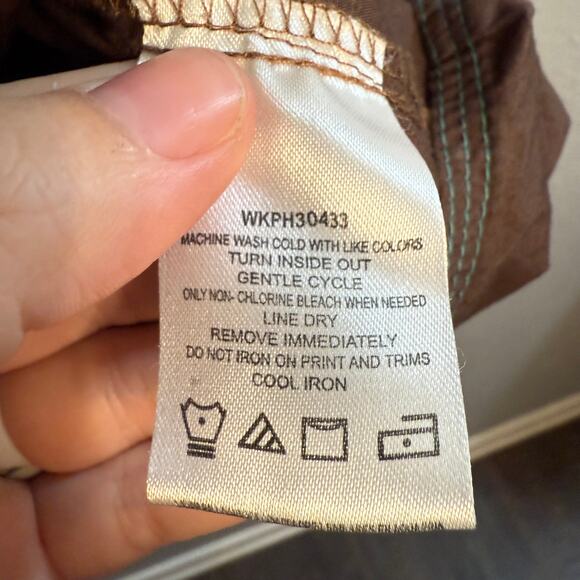 WKPH30433
MACHINE WASH COLD WITH LIKE COLORS
TURN INSIDE OUT
GENTLE CYCLE
ONLY NON- CHLORINE BLEACH WHEN NEEDED
LINE DRY
REMOVE IMMEDIATELY
DO NOT IRON ON PRINT AND TRIMS
COOL IRON